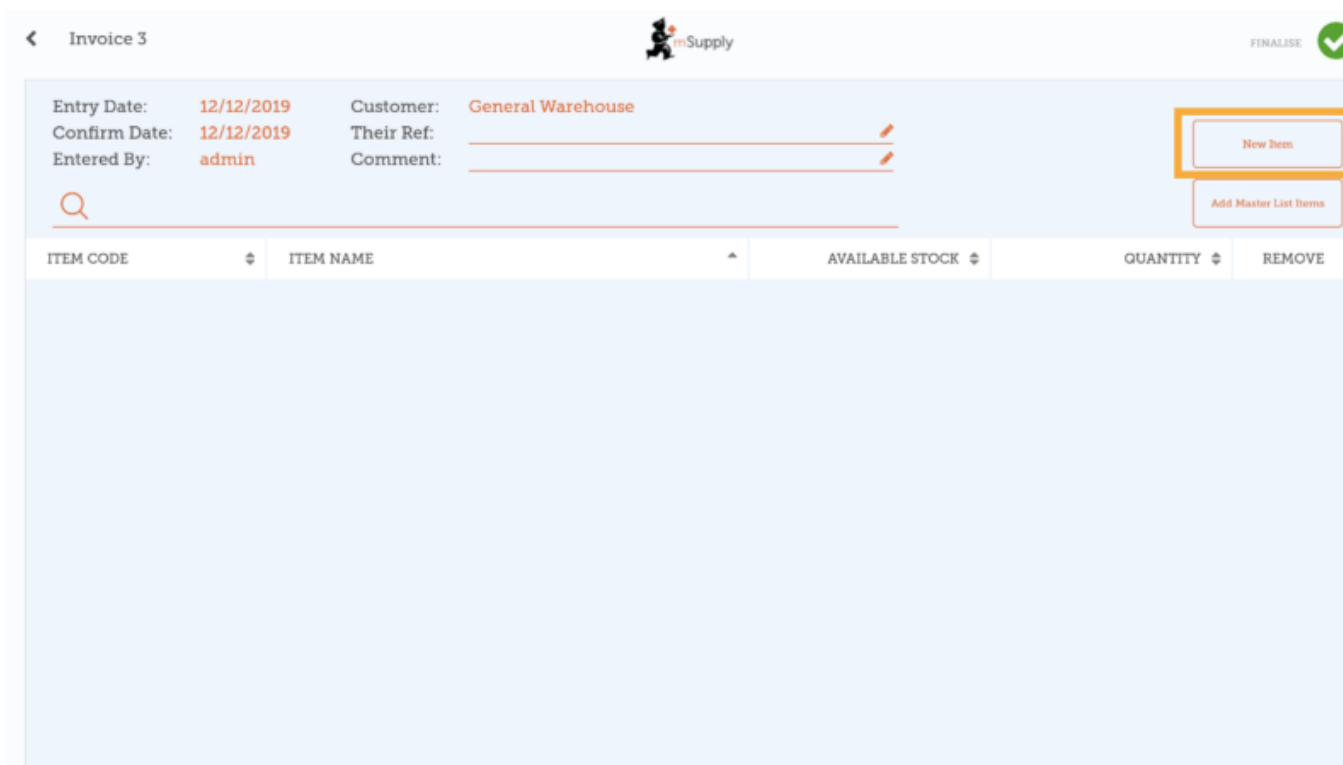 Invoice 3
mSupply
FINALISE
Entry Date: 12/12/2019 Customer: General Warehouse
Confirm Date: 12/12/2019 Their Ref:
Entered By: admin Comment:
New Item
Add Master List Items
ITEM CODE ITEM NAME AVAILABLE STOCK QUANTITY REMOVE